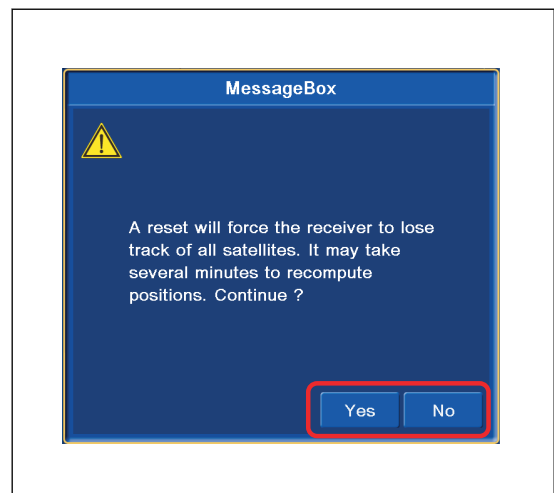 MessageBox
A reset will force the receiver to lose
track of all satellites. It may take
several minutes to recompute
positions. Continue ?
Yes No